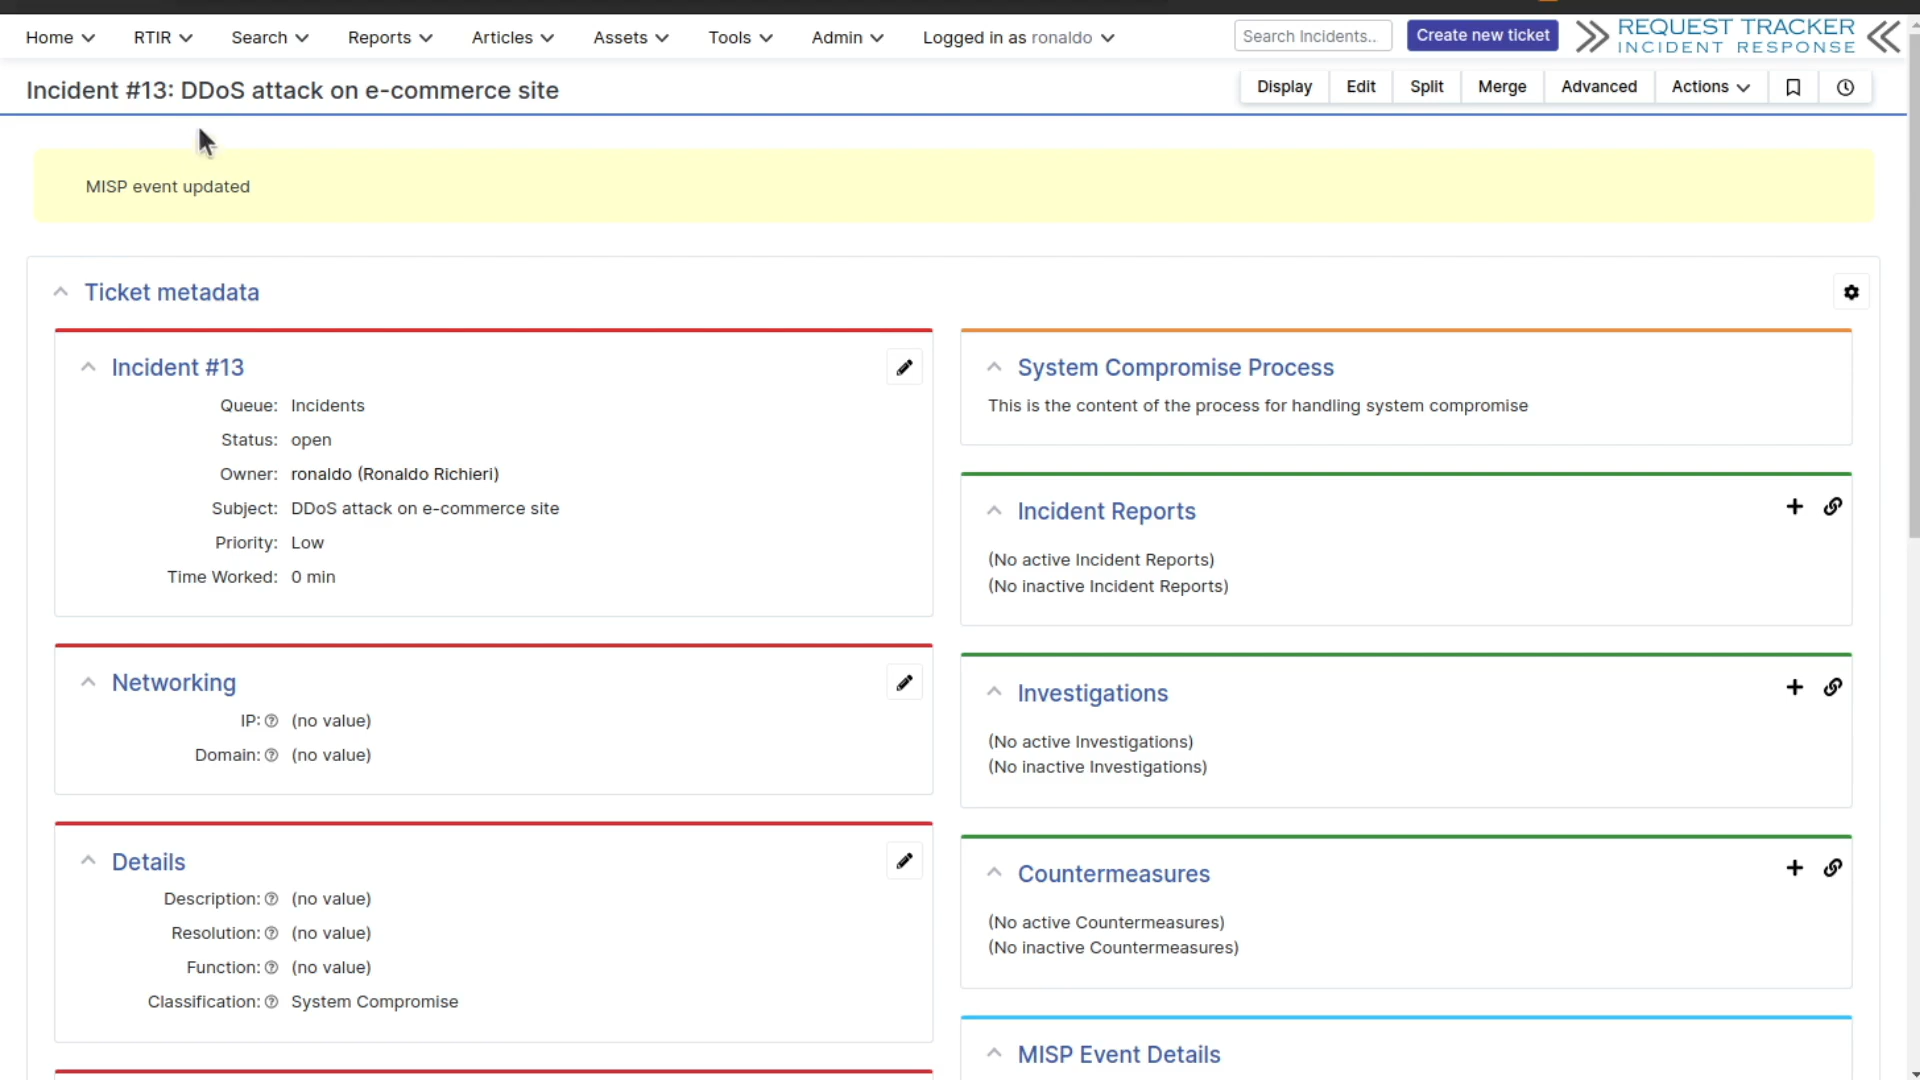 Home RTIR Search Reports Articles Assets Tools Admin Logged in as ronaldo Search Incidents.. Create new ticket REQUEST TRACKER
INCIDENT RESPONSE
Incident #13: DDoS attack on e-commerce site
Display Edit Split Merge Advanced Actions
MISP event updated
Ticket metadata
Incident #13
Queue: Incidents
Status: open
Owner: ronaldo (Ronaldo Richieri)
Subject: DDoS attack on e-commerce site
Priority: Low
Time Worked: 0 min
Networking
IP: (no value)
Domain: (no value)
Details
Description: (no value)
Resolution: (no value)
Function: (no value)
Classification: System Compromise
System Compromise Process
This is the content of the process for handling system compromise
Incident Reports
(No active Incident Reports)
(No inactive Incident Reports)
Investigations
(No active Investigations)
(No inactive Investigations)
Countermeasures
(No active Countermeasures)
(No inactive Countermeasures)
MISP Event Details